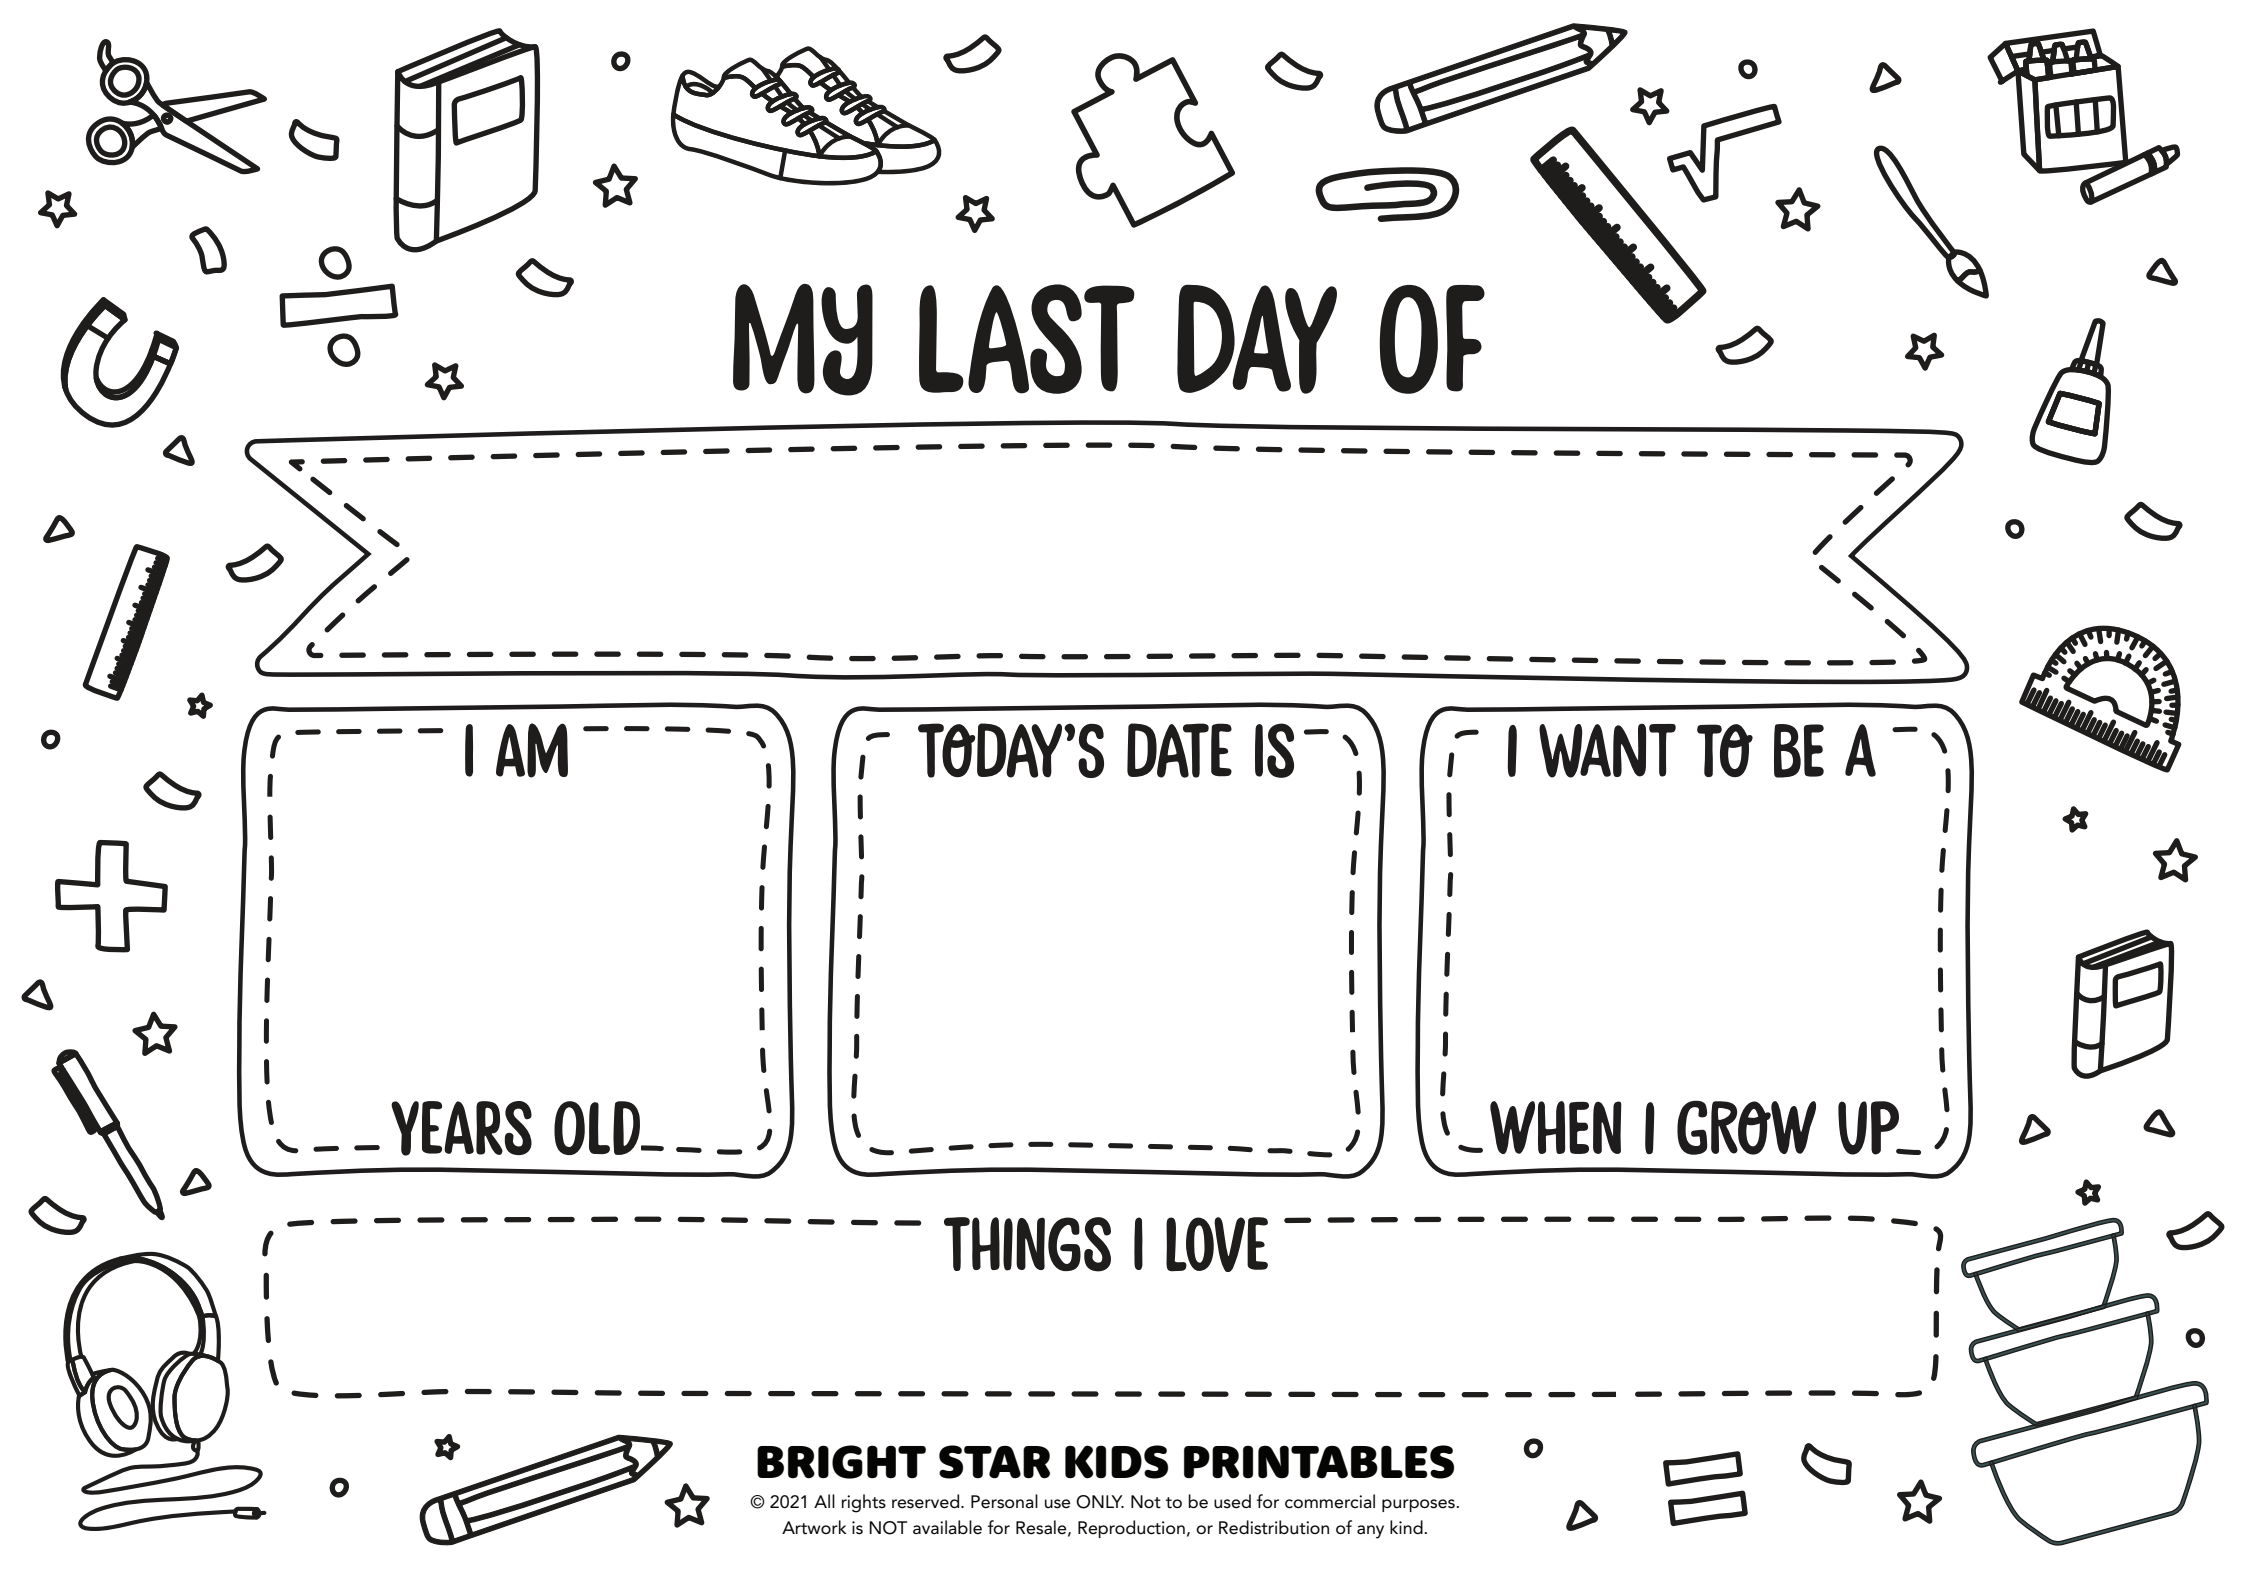 MY LAST DAY OF
I AM
YEARS OLD
TODAY'S DATE IS
I WANT TO BE A
WHEN I GROW UP
THINGS I LOVE
BRIGHT STAR KIDS PRINTABLES
© 2021 All rights reserved. Personal use ONLY. Not to be used for commercial purposes.
Artwork is NOT available for Resale, Reproduction, or Redistribution of any kind.